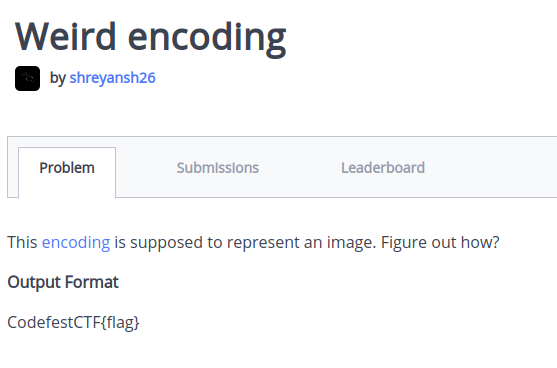 Weird encoding
by shreyansh26
Problem Submissions Leaderboard
This encoding is supposed to represent an image. Figure out how?
Output Format
CodefestCTF{flag}